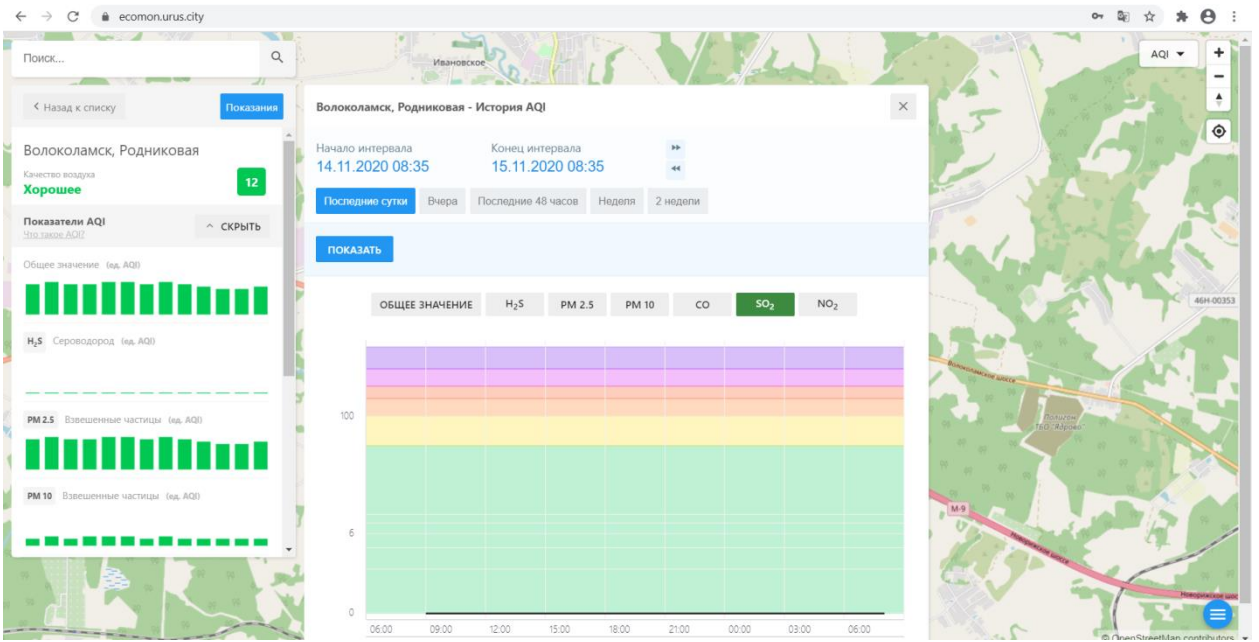 ecomon.urus.city
Поиск...
Ивановское
AQI
Назад к списку
Показания
Волоколамск, Родниковая - История AQI
Волоколамск, Родниковая
Качество воздуха
Хорошее
12
Начало интервала
Конец интервала
14.11.2020 08:35
15.11.2020 08:35
Последние сутки
Вчера
Последние 48 часов
Неделя
2 недели
Показатели AQI
Что такое AQI?
СКРЫТЬ
ПОКАЗАТЬ
Общее значение (ед. AQI)
ОБЩЕЕ ЗНАЧЕНИЕ
H₂S
PM 2.5
PM 10
CO
SO₂
NO₂
46Н-00353
H₂S Сероводород (ед. AQI)
Волоколамское шоссе
PM 2.5 Взвешенные частицы (ед. AQI)
100
Полигон
ТБО "Ядрово"
PM 10 Взвешенные частицы (ед. AQI)
М-9
6
Новорижское шоссе
Новорижское шос
0
06:00 09:00 12:00 15:00 18:00 21:00 00:00 03:00 06:00
© OpenStreetMap contributors